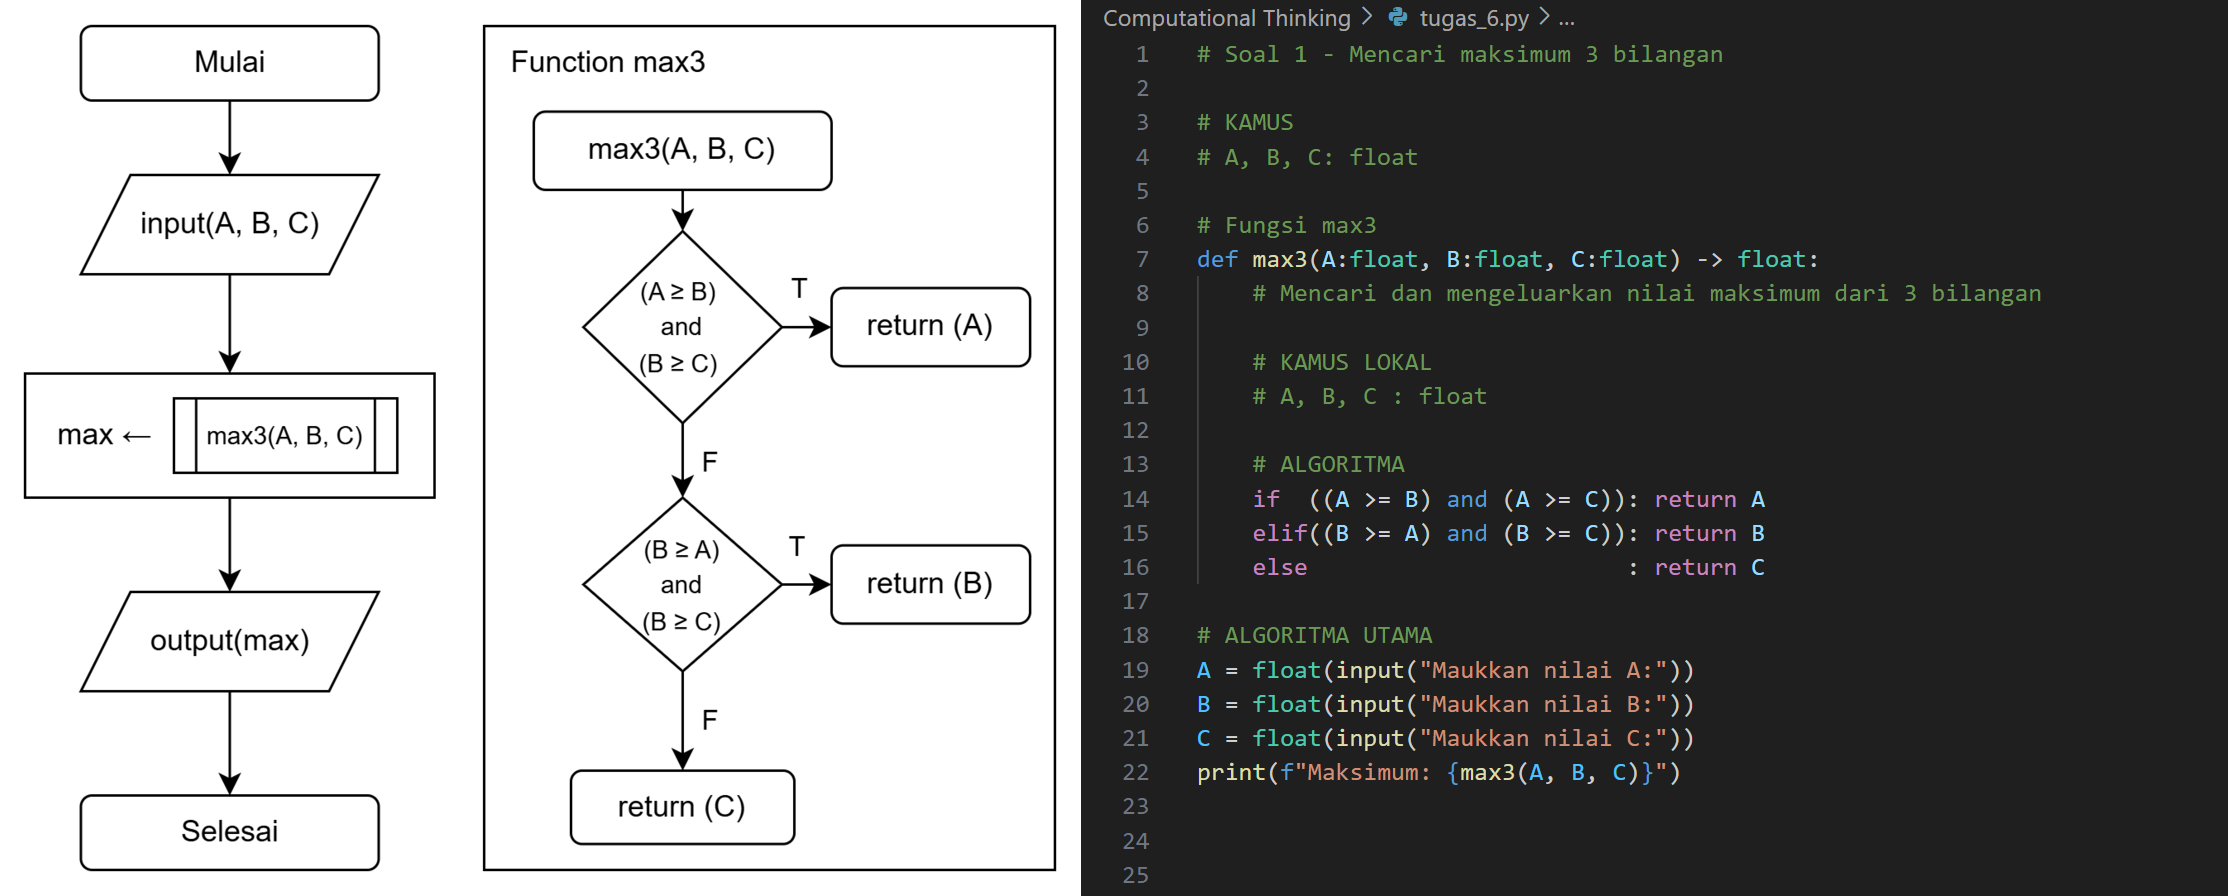 Mulai
input(A, B, C)
max ← max3(A, B, C)
output(max)
Selesai
Function max3
max3(A, B, C)
(A ≥ B)
and
(B ≥ C)
T
return (A)
F
(B ≥ A)
and
(B ≥ C)
T
return (B)
F
return (C)
Computational Thinking > tugas_6.py > ...
1 # Soal 1 - Mencari maksimum 3 bilangan
2
3 # KAMUS
4 # A, B, C: float
5
6 # Fungsi max3
7 def max3(A:float, B:float, C:float) -> float:
8     # Mencari dan mengeluarkan nilai maksimum dari 3 bilangan
9
10     # KAMUS LOKAL
11     # A, B, C : float
12
13     # ALGORITMA
14     if  ((A >= B) and (A >= C)): return A
15     elif((B >= A) and (B >= C)): return B
16     else                       : return C
17
18 # ALGORITMA UTAMA
19 A = float(input("Maukkan nilai A:"))
20 B = float(input("Maukkan nilai B:"))
21 C = float(input("Maukkan nilai C:"))
22 print(f"Maksimum: {max3(A, B, C)}")
23
24
25